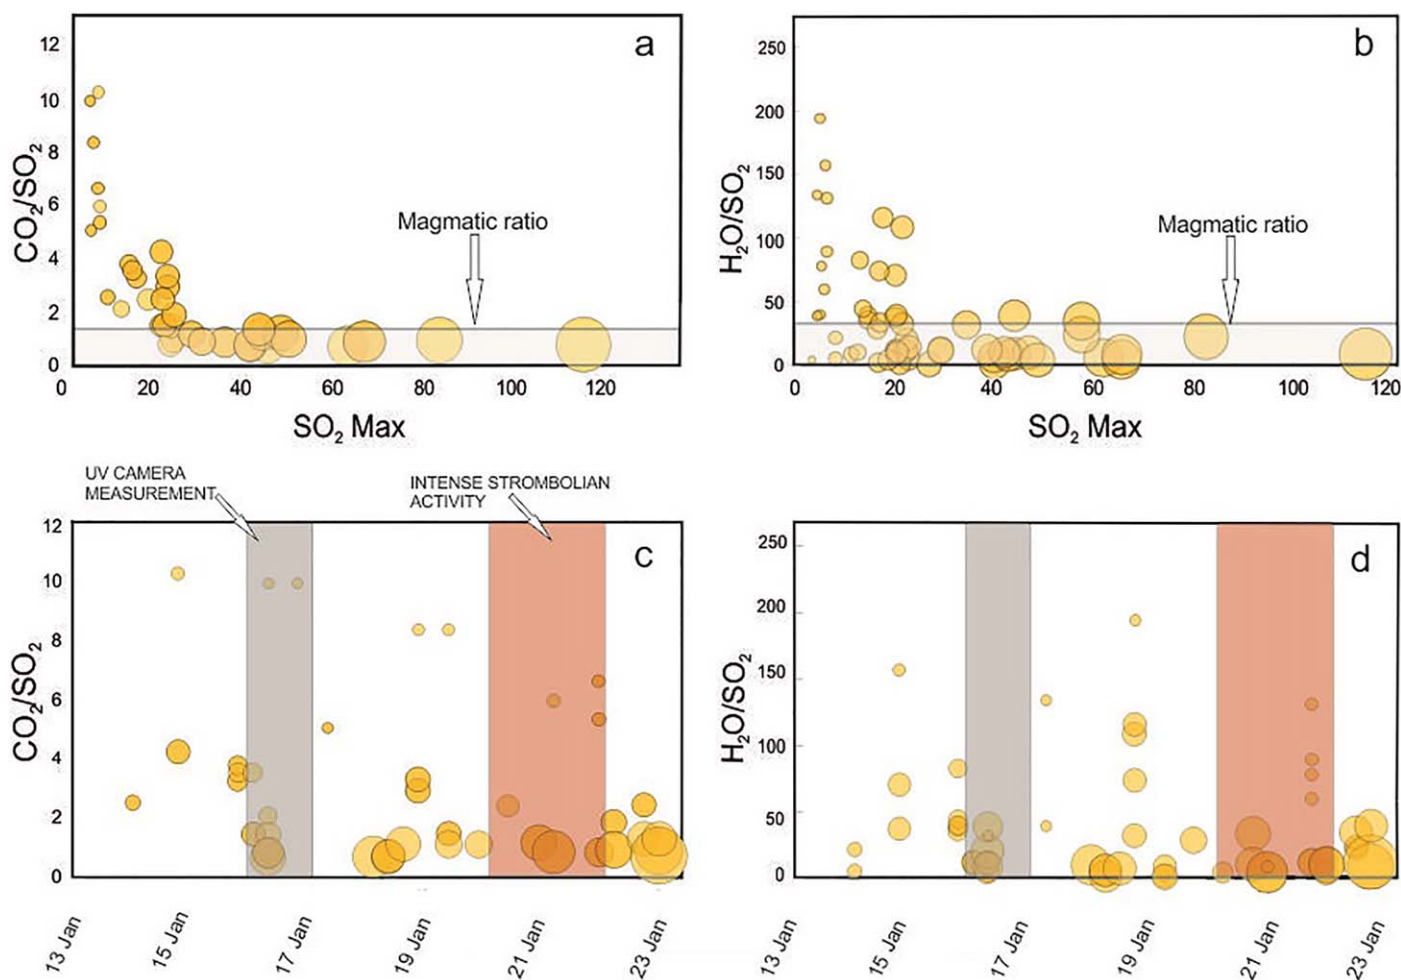 a
CO₂/SO₂
12
10
8
6
4
2
0
Magmatic ratio
0 20 40 60 80 100 120
SO₂ Max
b
H₂O/SO₂
250
200
150
100
50
0
Magmatic ratio
0 20 40 60 80 100 120
SO₂ Max
UV CAMERA
MEASUREMENT
INTENSE STROMBOLIAN
ACTIVITY
c
CO₂/SO₂
12
10
8
6
4
2
0
13 Jan 15 Jan 17 Jan 19 Jan 21 Jan 23 Jan
d
H₂O/SO₂
250
200
150
100
50
0
13 Jan 15 Jan 17 Jan 19 Jan 21 Jan 23 Jan